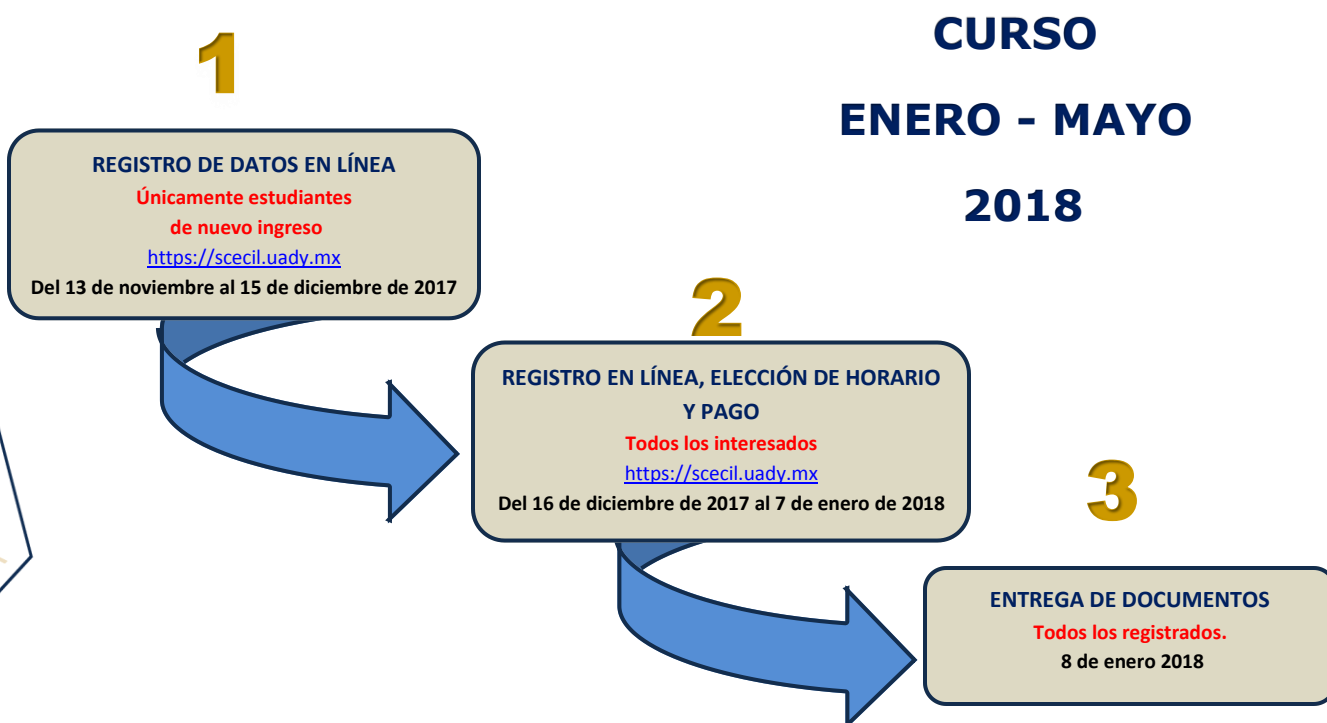 CURSO
ENERO - MAYO
2018
1
REGISTRO DE DATOS EN LÍNEA
Únicamente estudiantes
de nuevo ingreso
https://scecil.uady.mx
Del 13 de noviembre al 15 de diciembre de 2017
2
REGISTRO EN LÍNEA, ELECCIÓN DE HORARIO
Y PAGO
Todos los interesados
https://scecil.uady.mx
Del 16 de diciembre de 2017 al 7 de enero de 2018
3
ENTREGA DE DOCUMENTOS
Todos los registrados.
8 de enero 2018